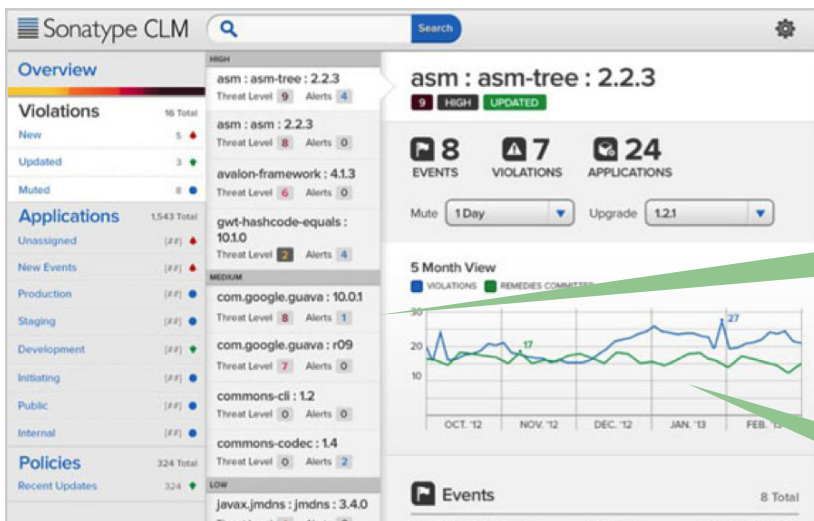 Sonatype CLM
Search
Overview
Violations 16 Total
New 5
Updated 3
Muted 8
Applications 1,543 Total
Unassigned [##]
New Events [##]
Production [##]
Staging [##]
Development [##]
Initiating [##]
Public [##]
Internal [##]
Policies 324 Total
Recent Updates 324
HIGH
asm : asm-tree : 2.2.3
Threat Level 9 Alerts 4
asm : asm : 2.2.3
Threat Level 8 Alerts 0
avalon-framework : 4.1.3
Threat Level 6 Alerts 0
gwt-hashcode-equals :
10.1.0
Threat Level 2 Alerts 4
MEDIUM
com.google.guava : 10.0.1
Threat Level 8 Alerts 1
com.google.guava : r09
Threat Level 7 Alerts 0
commons-cli : 1.2
Threat Level 0 Alerts 0
commons-codec : 1.4
Threat Level 0 Alerts 2
LOW
javax.jmdns : jmdns : 3.4.0
asm : asm-tree : 2.2.3
9 HIGH UPDATED
8 7 24
EVENTS VIOLATIONS APPLICATIONS
Mute 1 Day Upgrade 1.2.1
5 Month View
VIOLATIONS REMEDIES COMMITTED
30
27
20
17
10
OCT. '12 NOV. '12 DEC. '12 JAN. '13 FEB.
Events 8 Total